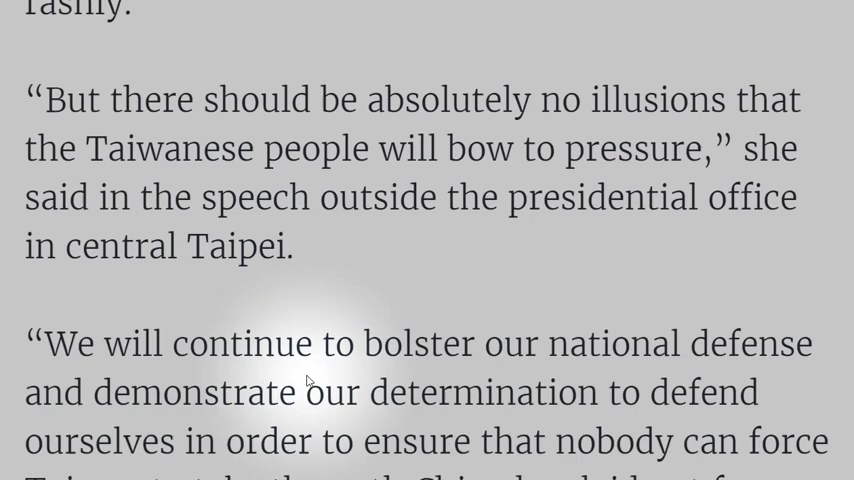 rashly.
“But there should be absolutely no illusions that
the Taiwanese people will bow to pressure,” she
said in the speech outside the presidential office
in central Taipei.
“We will continue to bolster our national defense
and demonstrate our determination to defend
ourselves in order to ensure that nobody can force